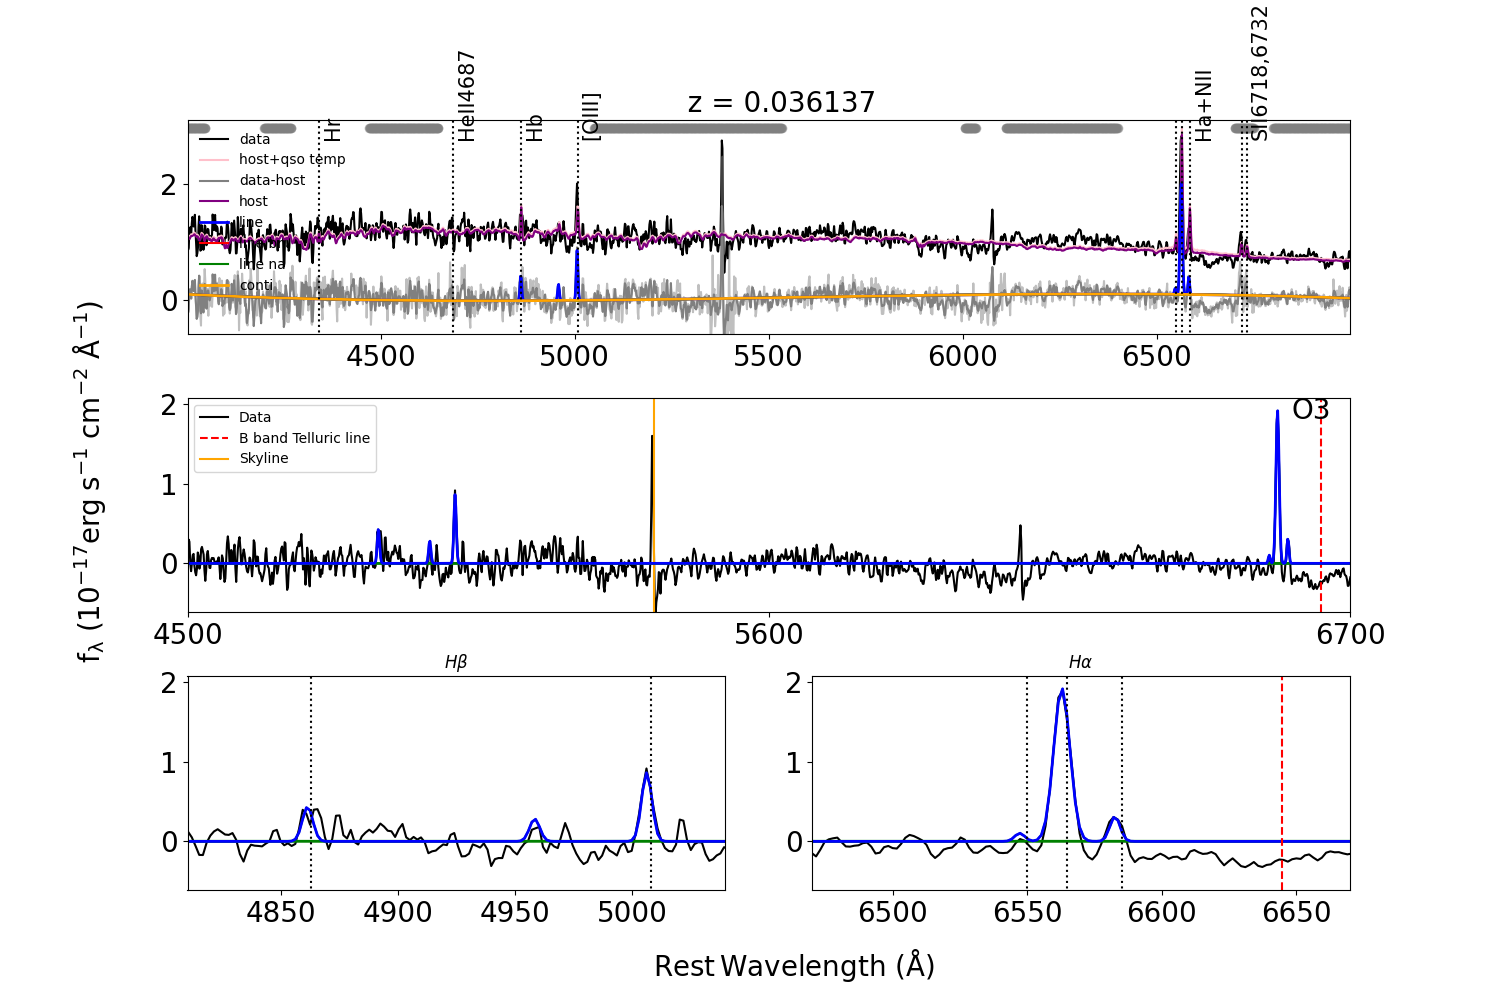 z = 0.036137
Hr
HeII4687
Hb
[OIII]
Ha+NII
SII6718,6732
data
host+qso temp
data-host
host
line
line na
conti
2
0
4500
5000
5500
6000
6500
fλ (10⁻¹⁷erg s⁻¹ cm⁻² Å⁻¹)
Data
B band Telluric line
Skyline
O3
2
1
0
4500
5600
6700
Hβ
2
1
0
4850
4900
4950
5000
Hα
2
1
0
6500
6550
6600
6650
Rest Wavelength (Å)